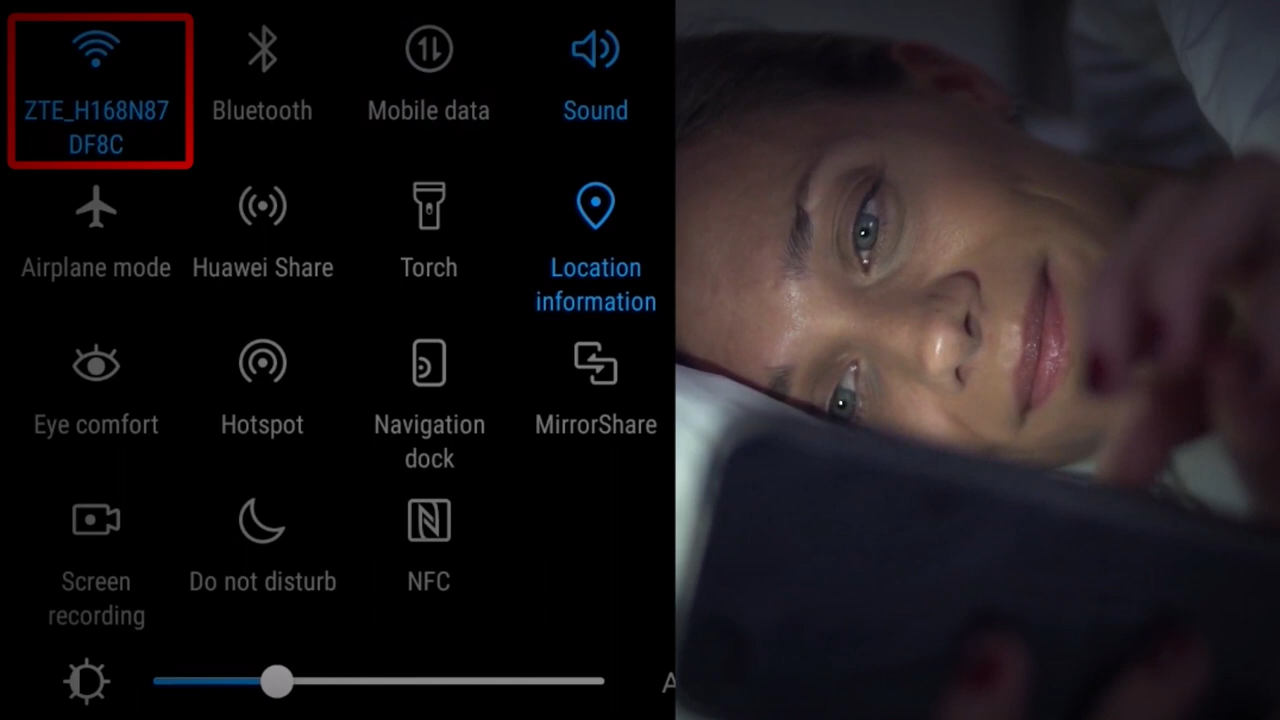 ZTE_H168N87
DF8C
Bluetooth
Mobile data
Sound
Airplane mode
Huawei Share
Torch
Location
information
Eye comfort
Hotspot
Navigation
dock
MirrorShare
Screen
recording
Do not disturb
NFC